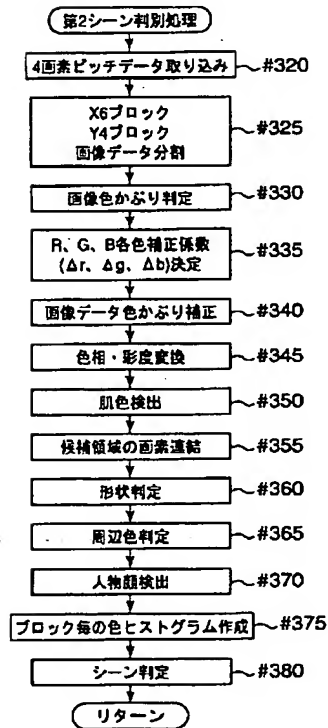 第2シーン判別処理
4画素ピッチデータ取り込み
#320
X6ブロック
Y4ブロック
画像データ分割
#325
画像色かぶり判定
#330
R、G、B各色補正係数
(Δr、Δg、Δb)決定
#335
画像データ色かぶり補正
#340
色相・彩度変換
#345
肌色検出
#350
候補領域の画素連結
#355
形状判定
#360
周辺色判定
#365
人物顔検出
#370
ブロック毎の色ヒストグラム作成
#375
シーン判定
#380
リターン